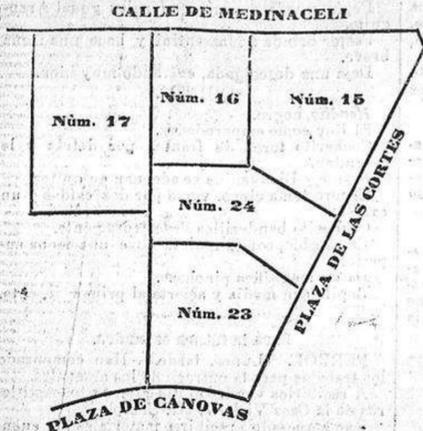 CALLE DE MEDINACELI
Núm. 16
Núm. 15
Núm. 17
Núm. 24
Núm. 23
PLAZA DE LAS CORTES
PLAZA DE CÁNOVAS